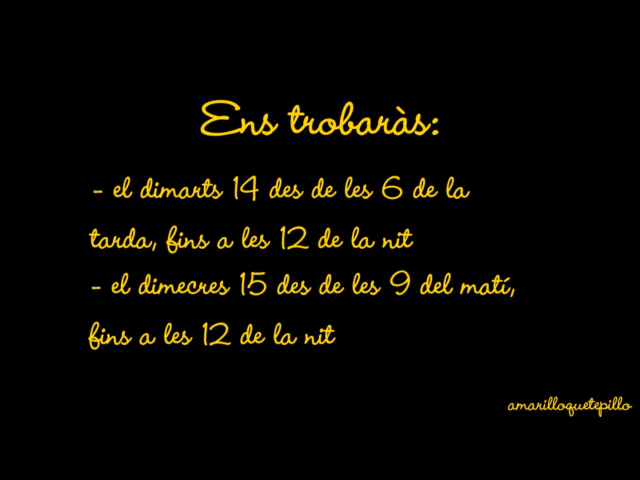 Ens trobaràs:
- el dimarts 14 des de les 6 de la
tarda, fins a les 12 de la nit
- el dimecres 15 des de les 9 del matí,
fins a les 12 de la nit
amarilloquetepillo